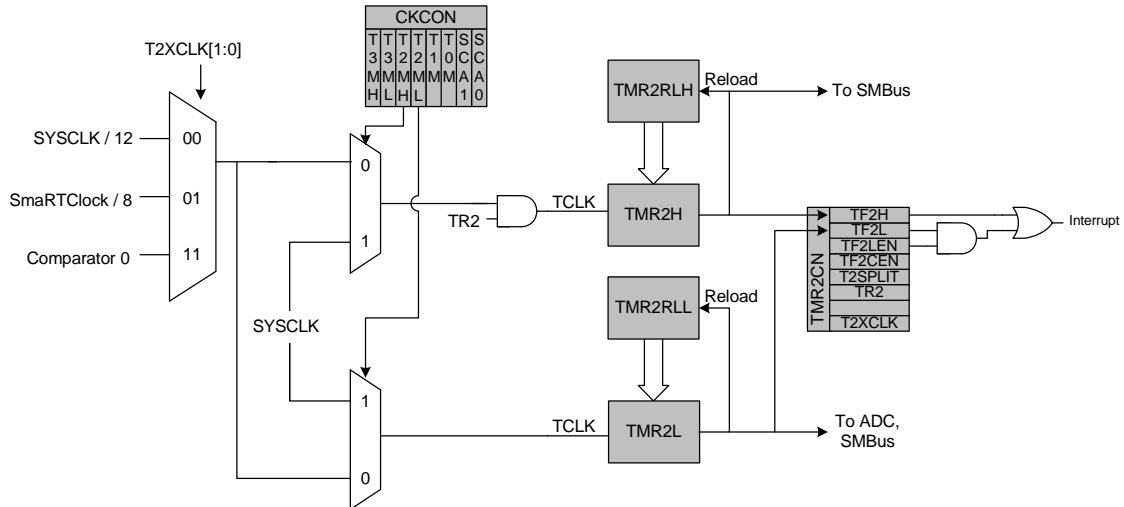 CKCON
T3MH
T3ML
T2MH
T2ML
T1M
T0M
SCA1
SCA0
T2XCLK[1:0]
SYSCLK / 12
00
SmaRTClock / 8
01
Comparator 0
11
0
1
TR2
TCLK
TMR2RLH
Reload
To SMBus
TMR2H
TMR2CN
TF2H
TF2L
TF2LEN
TF2CEN
T2SPLIT
TR2
T2XCLK
Interrupt
SYSCLK
1
0
TCLK
TMR2RLL
Reload
TMR2L
To ADC,
SMBus